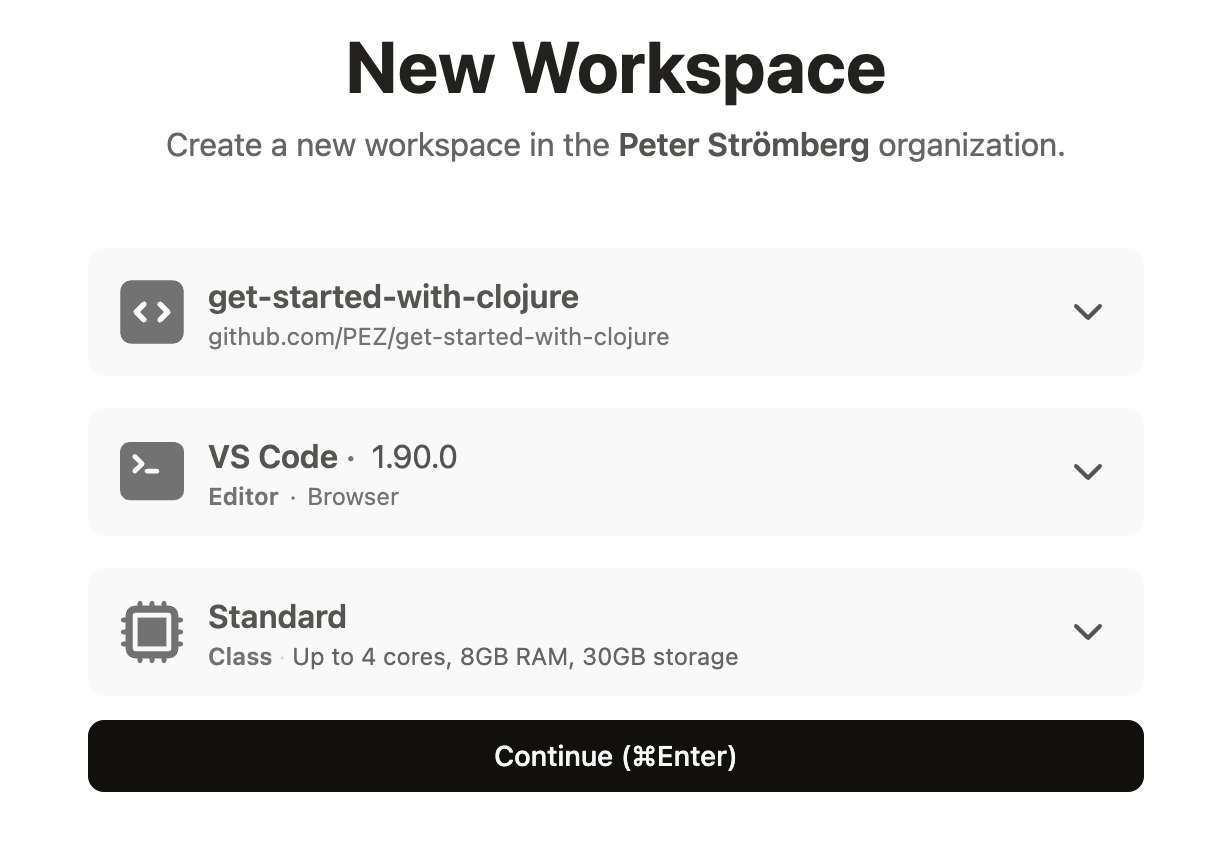 New Workspace
Create a new workspace in the Peter Strömberg organization.
get-started-with-clojure
github.com/PEZ/get-started-with-clojure
VS Code · 1.90.0
Editor · Browser
Standard
Class · Up to 4 cores, 8GB RAM, 30GB storage
Continue (⌘Enter)